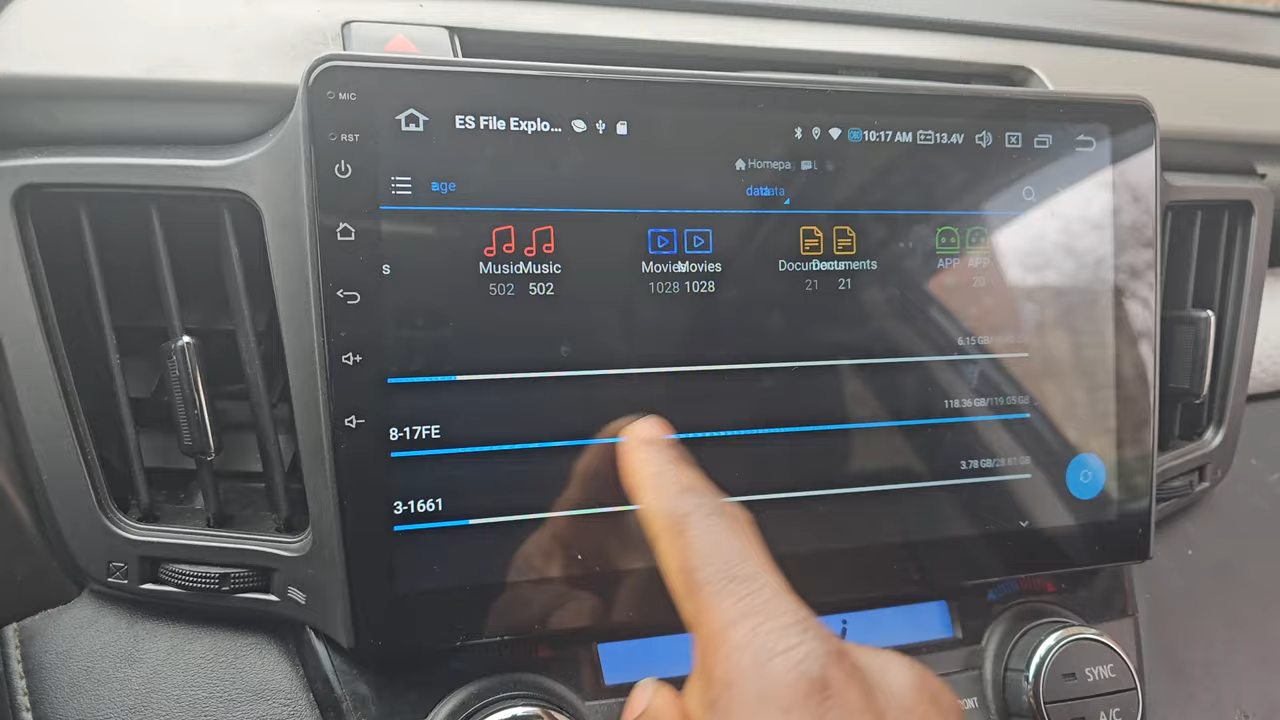 MIC
ES File Explo...
10:17 AM
13.4V
RST
Homepa
age
data
Music Music
Movies Movies
Documents Documents
APP APP
s
502 502
1028 1028
21 21
20
6.15 GB/
118.36 GB/119.05 GB
8-17FE
3.78 GB/28.81 GB
3-1661
SYNC
A/C